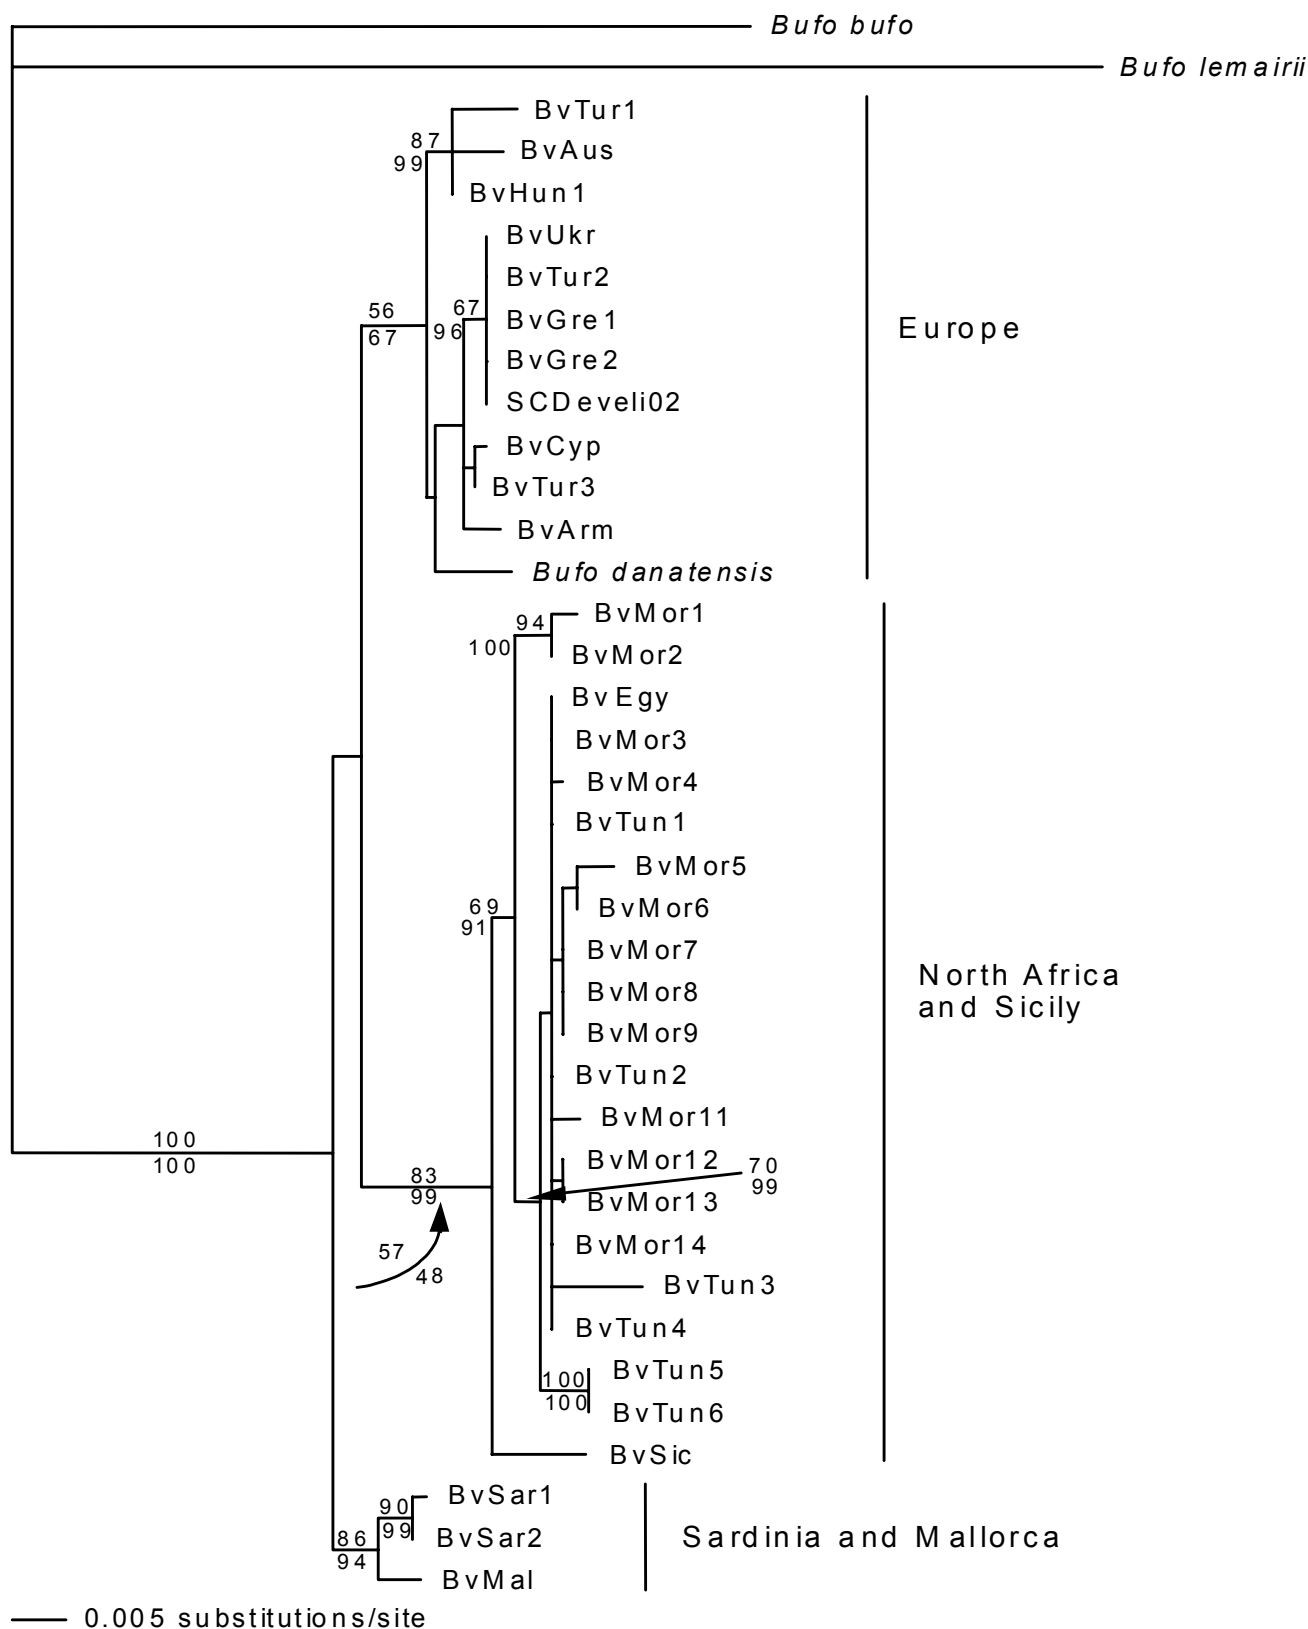 Bufo bufo
Bufo lemairii
BvTur1
87
99
BvAus
BvHun1
BvUkr
BvTur2
56
67
67
96
BvGre1
Europe
BvGre2
SCDeveli02
BvCyp
BvTur3
BvArm
Bufo danatensis
BvMor1
94
100
BvMor2
BvEgy
BvMor3
BvMor4
BvTun1
BvMor5
69
91
BvMor6
BvMor7
North Africa
and Sicily
BvMor8
BvMor9
BvTun2
BvMor11
100
100
BvMor12
70
99
83
99
BvMor13
57
48
BvMor14
BvTun3
BvTun4
BvTun5
100
100
BvTun6
BvSic
BvSar1
90
99
BvSar2
Sardinia and Mallorca
86
94
BvMal
0.005 substitutions/site